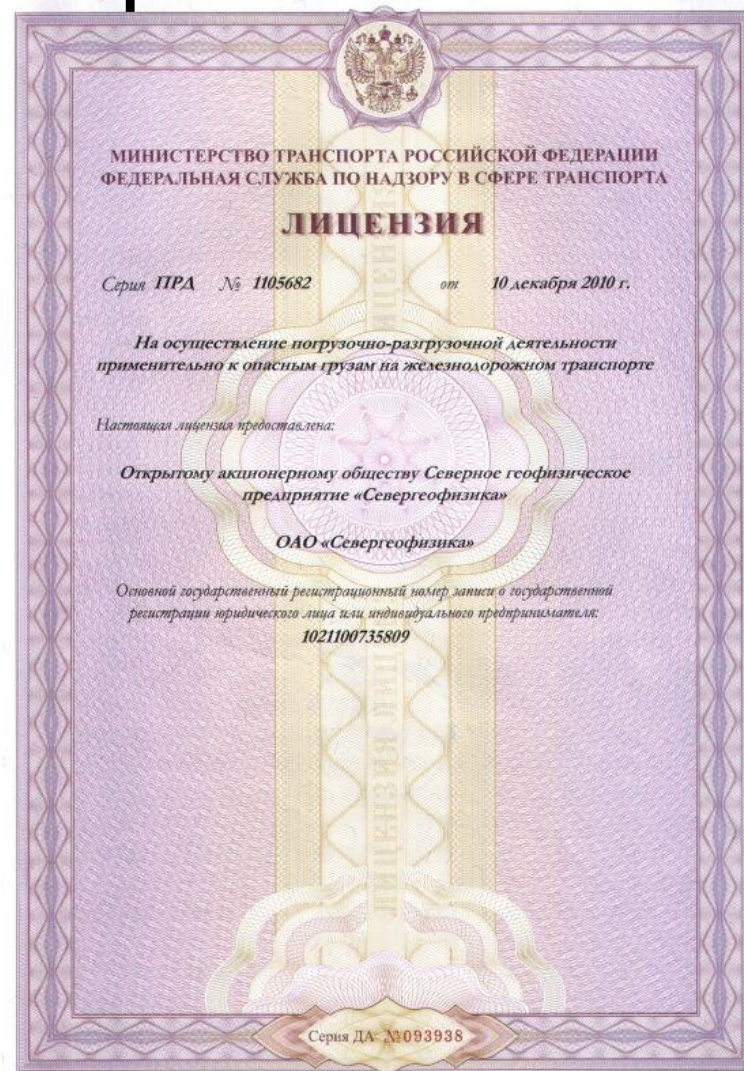 МИНИСТЕРСТВО ТРАНСПОРТА РОССИЙСКОЙ ФЕДЕРАЦИИ
ФЕДЕРАЛЬНАЯ СЛУЖБА ПО НАДЗОРУ В СФЕРЕ ТРАНСПОРТА
ЛИЦЕНЗИЯ
Серия ПРД № 1105682 от 10 декабря 2010 г.
На осуществление погрузочно-разгрузочной деятельности
применительно к опасным грузам на железнодорожном транспорте
Настоящая лицензия предоставлена:
Открытому акционерному обществу Северное геофизическое
предприятие «Севергеофизика»
ОАО «Севергеофизика»
Основной государственный регистрационный номер записи о государственной
регистрации юридического лица или индивидуального предпринимателя:
1021100735809
ЛИЦЕНЗИЯ ЛИЦ
Серия ДА №093938